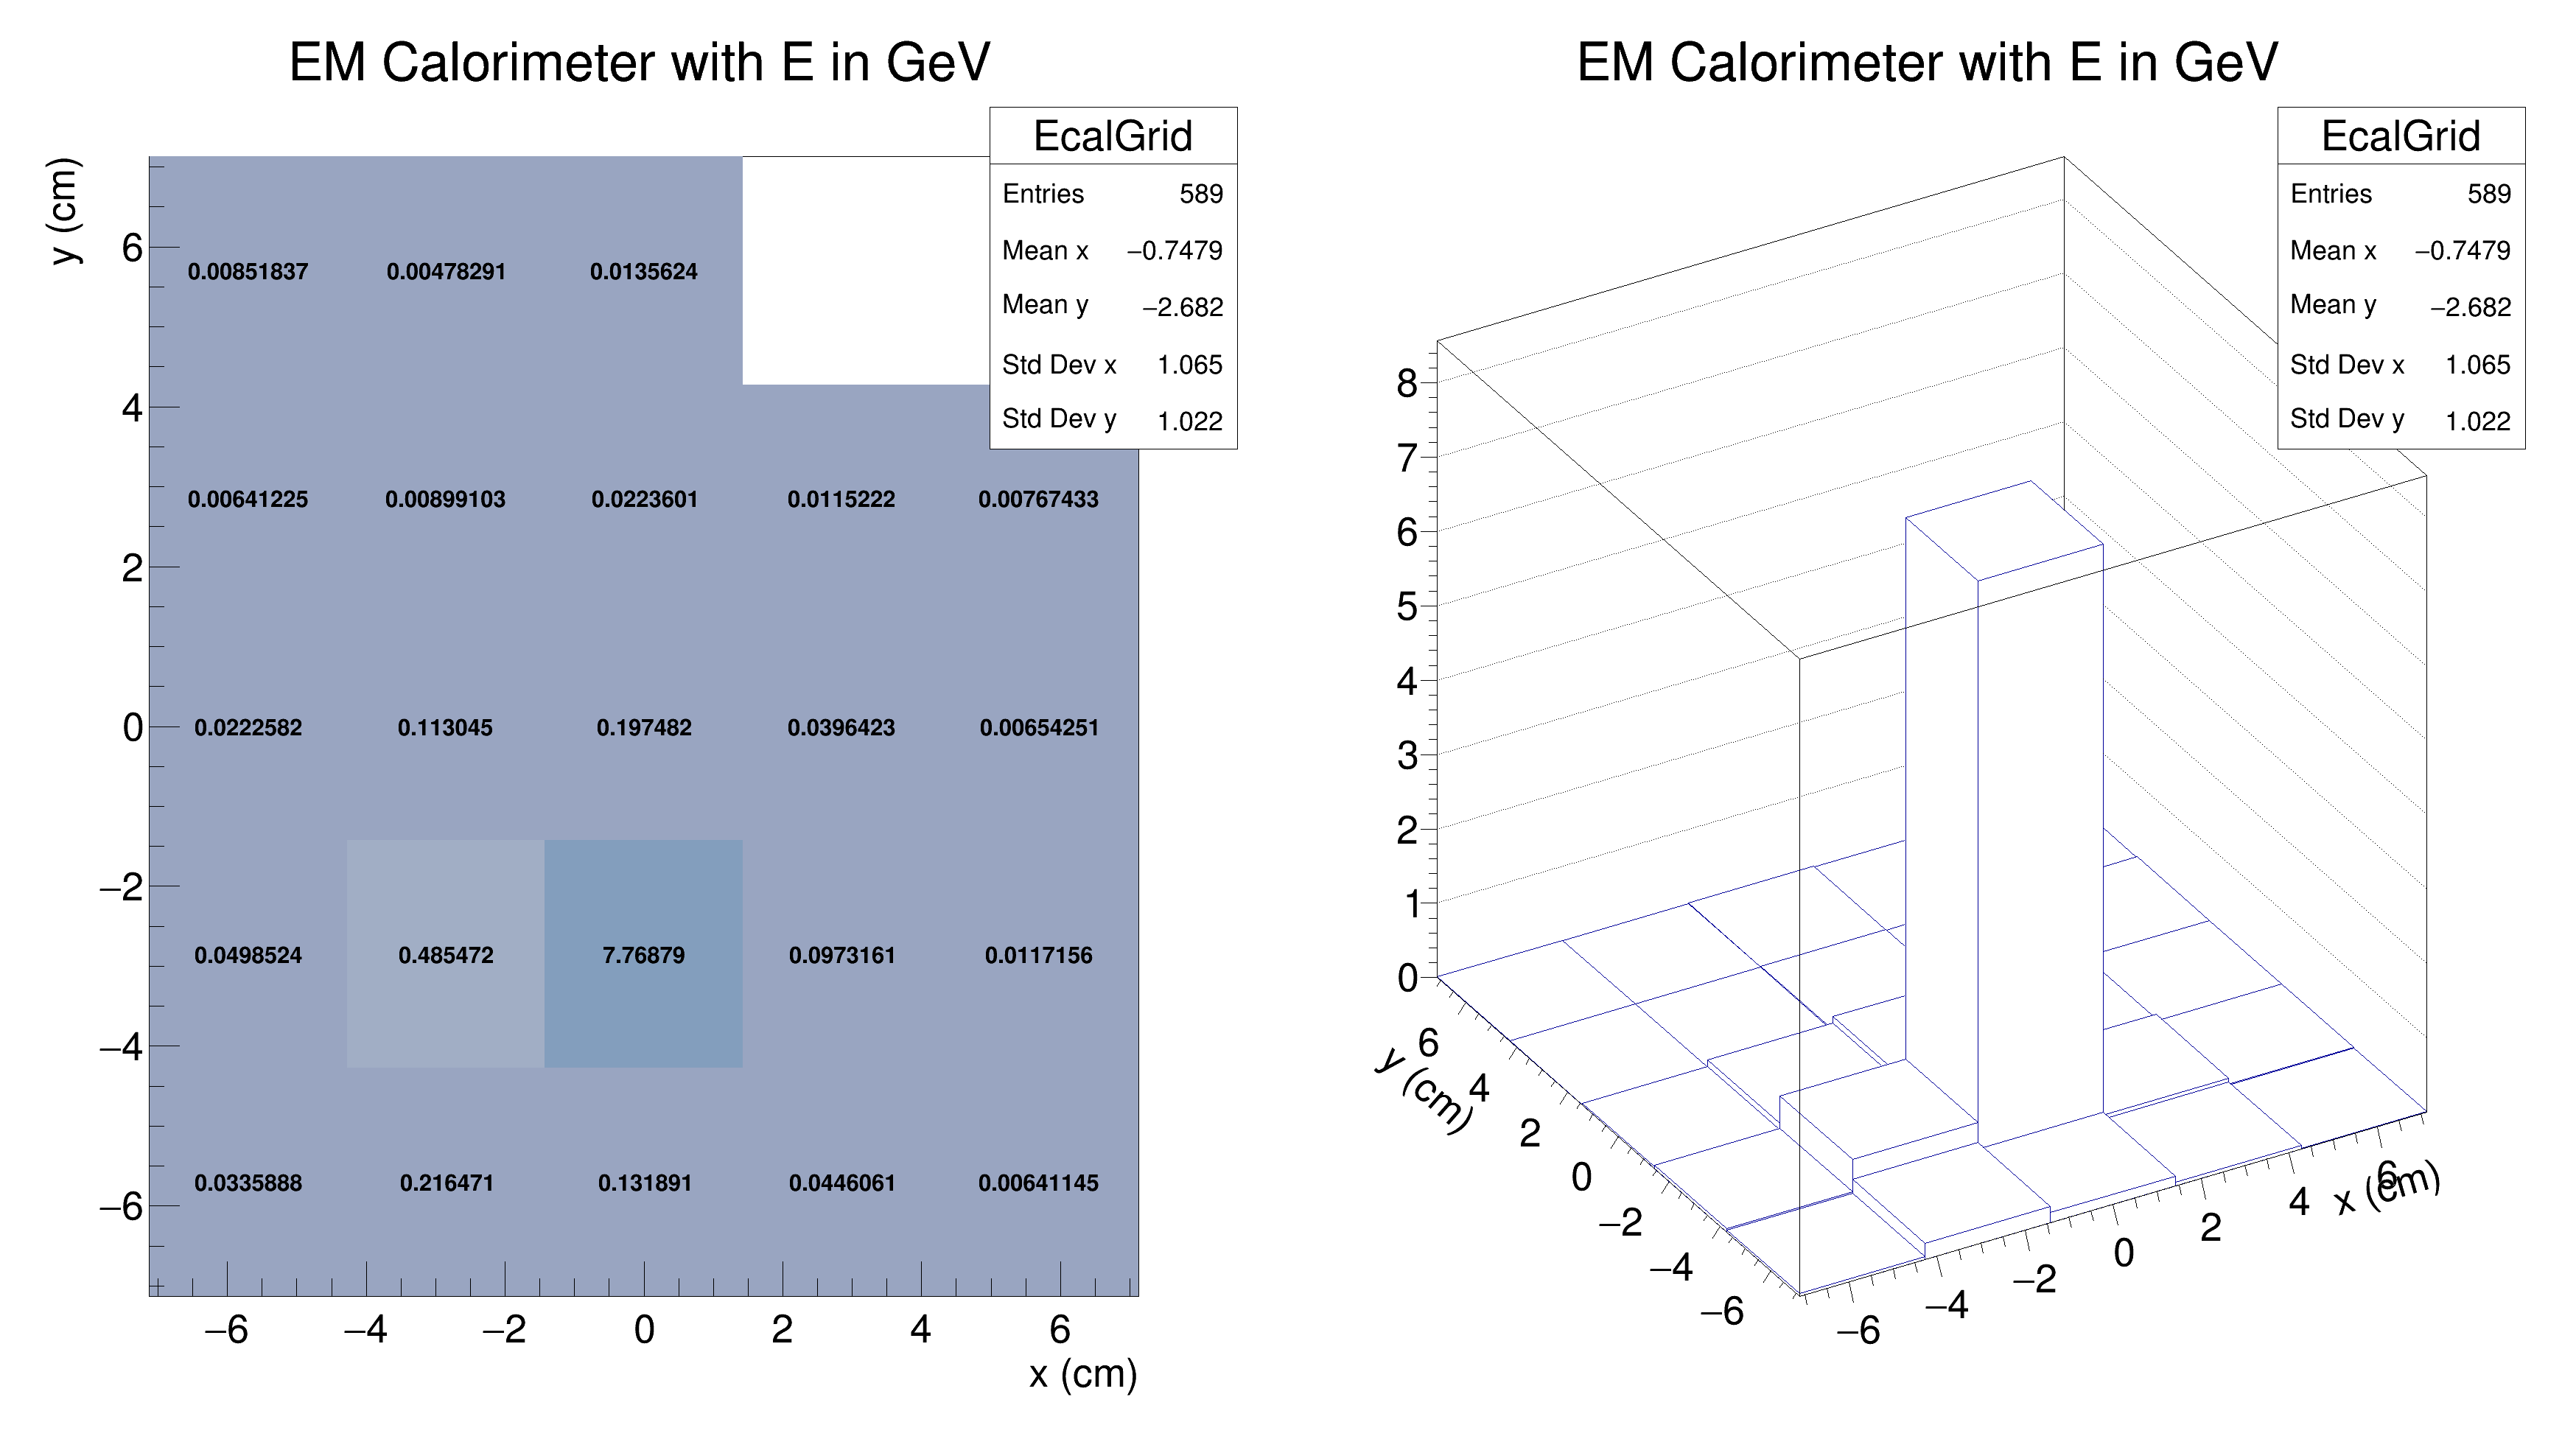 EM Calorimeter with E in GeV
EcalGrid
Entries 589
Mean x −0.7479
Mean y −2.682
Std Dev x 1.065
Std Dev y 1.022
y (cm)
6
4
2
0
−2
−4
−6
0.00851837 0.00478291 0.0135624
0.00641225 0.00899103 0.0223601 0.0115222 0.00767433
0.0222582 0.113045 0.197482 0.0396423 0.00654251
0.0498524 0.485472 7.76879 0.0973161 0.0117156
0.0335888 0.216471 0.131891 0.0446061 0.00641145
−6 −4 −2 0 2 4 6
x (cm)
EM Calorimeter with E in GeV
EcalGrid
Entries 589
Mean x −0.7479
Mean y −2.682
Std Dev x 1.065
Std Dev y 1.022
8
7
6
5
4
3
2
1
0
y (cm)
6
4
2
0
−2
−4
−6
−6 −4 −2 0 2 4 6
x (cm)